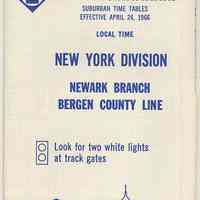 SUBURBAN TIME TABLES
EFFECTIVE APRIL 24, 1966
LOCAL TIME
NEW YORK DIVISION
NEWARK BRANCH
BERGEN COUNTY LINE
Look for two white lights
at track gates